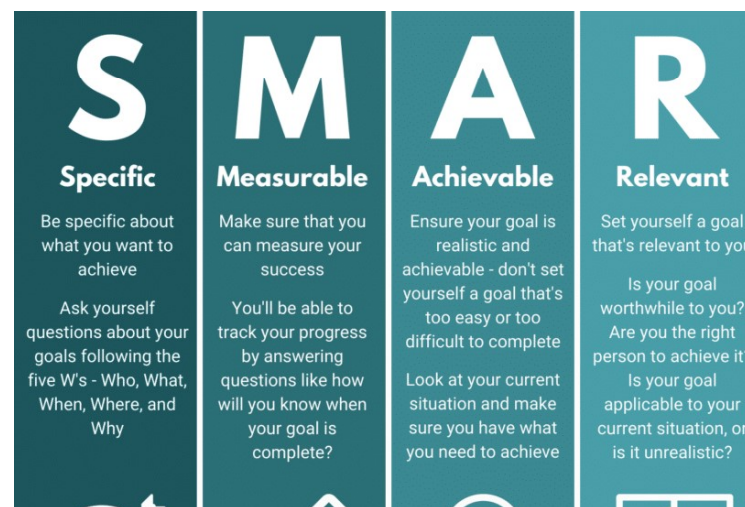 S
Specific
Be specific about
what you want to
achieve
Ask yourself
questions about your
goals following the
five W's - Who, What,
When, Where, and
Why
M
Measurable
Make sure that you
can measure your
success
You'll be able to
track your progress
by answering
questions like how
will you know when
your goal is
complete?
A
Achievable
Ensure your goal is
realistic and
achievable - don't set
yourself a goal that's
too easy or too
difficult to complete
Look at your current
situation and make
sure you have what
you need to achieve
R
Relevant
Set yourself a goal
that's relevant to you
Is your goal
worthwhile to you?
Are you the right
person to achieve it?
Is your goal
applicable to your
current situation, or
is it unrealistic?